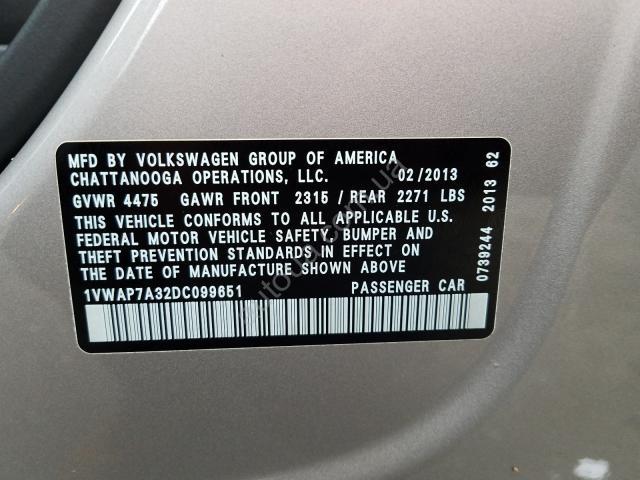 MFD BY VOLKSWAGEN GROUP OF AMERICA
CHATTANOOGA OPERATIONS, LLC. 02/2013
GVWR 4475 GAWR FRONT 2315 / REAR 2271 LBS
THIS VEHICLE CONFORMS TO ALL APPLICABLE U.S.
FEDERAL MOTOR VEHICLE SAFETY, BUMPER AND
THEFT PREVENTION STANDARDS IN EFFECT ON
THE DATE OF MANUFACTURE SHOWN ABOVE.
1VWAP7A32DC099651 PASSENGER CAR
0739244 2013 62